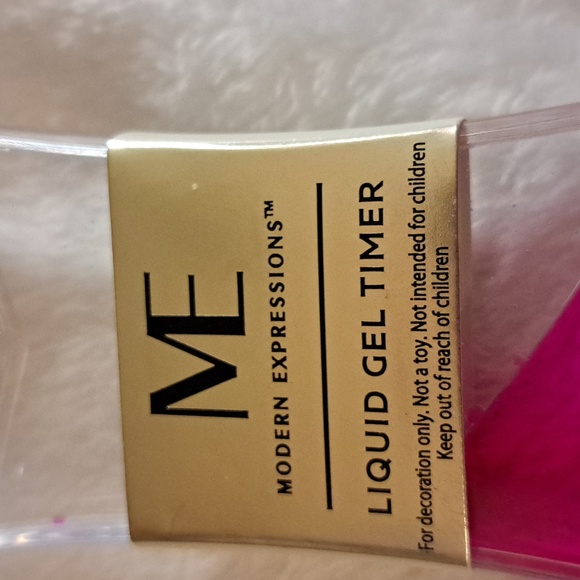 ME
MODERN EXPRESSIONS™
LIQUID GEL TIMER
For decoration only. Not a toy. Not intended for children
Keep out of reach of children